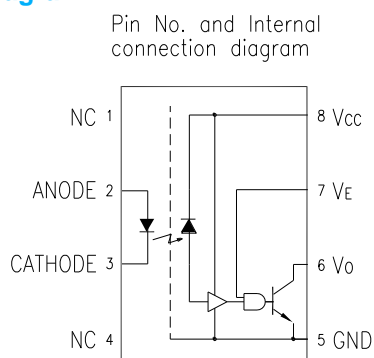 Pin No. and Internal
connection diagram
NC 1
8 Vcc
ANODE 2
7 VE
CATHODE 3
6 Vo
NC 4
5 GND